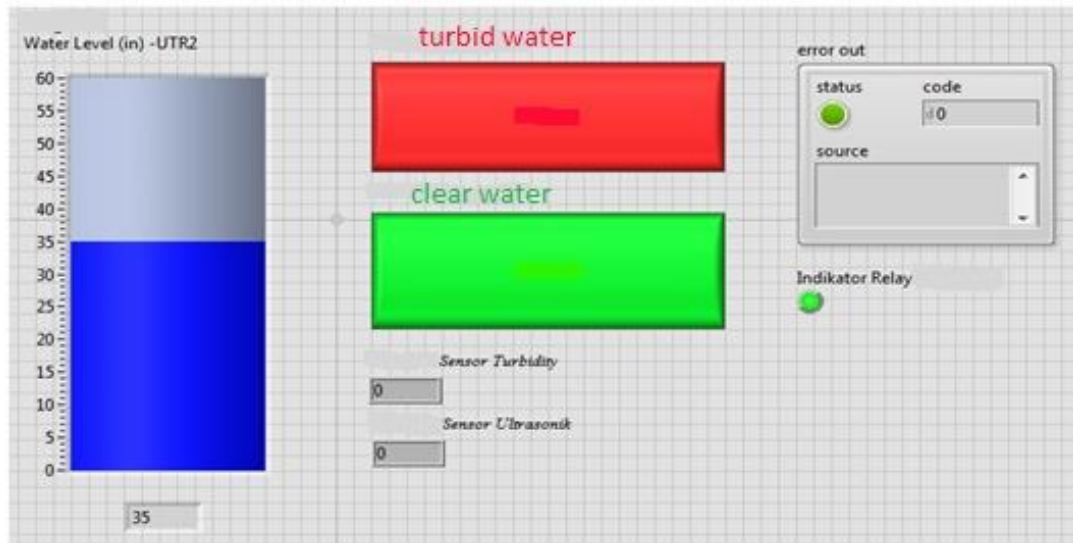 Water Level (in) -UTR2
60
55
50
45
40
35
30
25
20
15
10
5
0
35
turbid water
clear water
Sensor Turbidity
0
Sensor Ultrasonik
0
error out
status
code
d 0
source
Indikator Relay